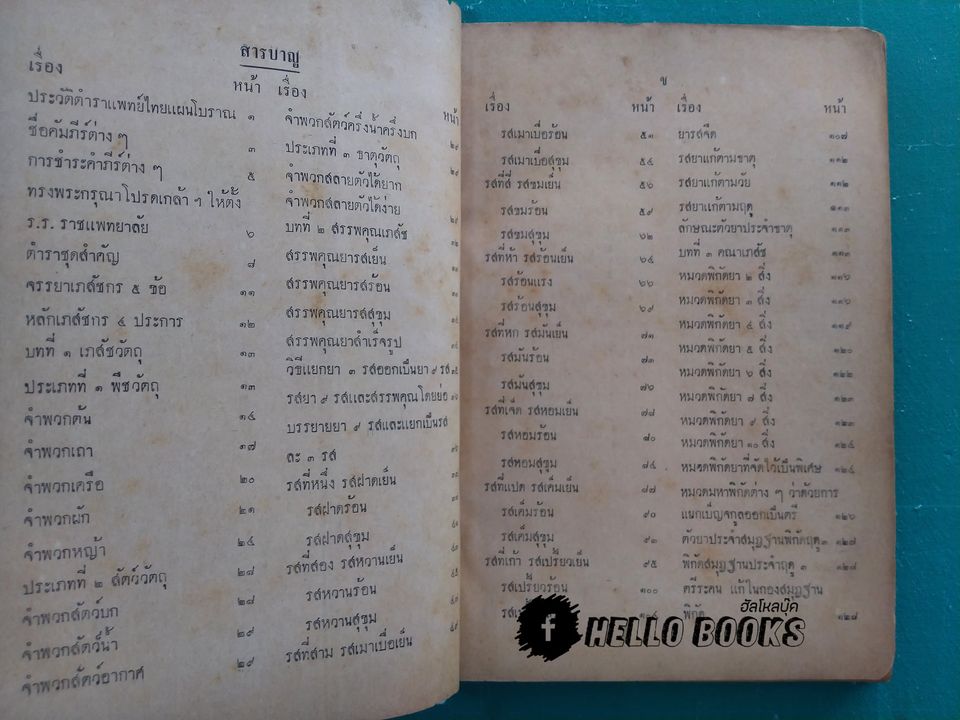 สารบาญ
เรื่อง
หน้า
ประวัติตำราแพทย์ไทยแผนโบราณ ๑
ชื่อคัมภีร์ต่าง ๆ ๓
การชำระคำภีร์ต่าง ๆ ๕
ทรงพระกรุณาโปรดเกล้า ฯ ให้ตั้ง
ร.ร. ราชแพทยาลัย ๖
ตำราชุดสำคัญ ๘
จรรยาเภสัชกร ๕ ข้อ ๑๑
หลักเภสัชกร ๔ ประการ ๑๒
บทที่ ๑ เภสัชวัตถุ ๑๓
ประเภทที่ ๑ พืชวัตถุ ๑๓
จำพวกต้น ๑๔
จำพวกเถา ๑๗
จำพวกเครือ ๒๐
จำพวกผัก ๒๑
จำพวกหญ้า ๒๔
ประเภทที่ ๒ สัตว์วัตถุ ๒๘
จำพวกสัตว์บก ๒๘
จำพวกสัตว์น้ำ ๒๙
จำพวกสัตว์อากาศ ๒๙
เรื่อง
หน้า
จำพวกสัตว์ครึ่งน้ำครึ่งบก ๒๙
ประเภทที่ ๓ ธาตุวัตถุ ๒๙
จำพวกสลายตัวได้ยาก
จำพวกสลายตัวได้ง่าย ๒๙
บทที่ ๒ สรรพคุณเภสัช
สรรพคุณยารสเย็น
สรรพคุณยารสร้อน
สรรพคุณยารสสุขุม
สรรพคุณยาสำเร็จรูป
วิธีแยกยา ๓ รสออกเป็นยา ๙ รส
รสยา ๙ รสและสรรพคุณโดยย่อ
บรรยายยา ๙ รสและแยกเป็นรส
ละ ๓ รส
รสที่หนึ่ง รสฝาดเย็น
รสฝาดร้อน
รสฝาดสุขุม
รสที่สอง รสหวานเย็น
รสหวานร้อน
รสหวานสุขุม
รสที่สาม รสเมาเบื่อเย็น
ข
เรื่อง หน้า
รสเมาเบื่อร้อน ๕๑
รสเมาเบื่อสุขุม ๕๔
รสที่สี่ รสขมเย็น ๕๖
รสขมร้อน ๕๙
รสขมสุขุม ๖๒
รสที่ห้า รสร้อนเย็น ๖๔
รสร้อนแรง ๖๖
รสร้อนสุขุม ๖๙
รสที่หก รสมันเย็น ๗๑
รสมันร้อน ๗๓
รสมันสุขุม ๗๖
รสที่เจ็ด รสหอมเย็น ๗๘
รสหอมร้อน ๘๐
รสหอมสุขุม ๘๔
รสที่แปด รสเค็มเย็น ๘๗
รสเค็มร้อน ๙๐
รสเค็มสุขุม ๙๓
รสที่เก้า รสเปรี้ยวเย็น ๙๕
รสเปรี้ยวร้อน ๑๐๐
เรื่อง หน้า
ยารสจืด ๑๐๗
รสยาแก้ตามธาตุ ๑๑๒
รสยาแก้ตามวัย ๑๑๒
รสยาแก้ตามฤดู ๑๑๓
ลักษณะตัวยาประจำธาตุ ๑๑๓
บทที่ ๓ คณาเภสัช ๑๑๓
หมวดพิกัดยา ๒ สิ่ง ๑๑๖
หมวดพิกัดยา ๓ สิ่ง ๑๑๖
หมวดพิกัดยา ๔ สิ่ง ๑๑๙
หมวดพิกัดยา ๕ สิ่ง ๑๒๐
หมวดพิกัดยา ๖ สิ่ง ๑๒๒
หมวดพิกัดยา ๗ สิ่ง ๑๒๓
หมวดพิกัดยา ๙ สิ่ง
หมวดพิกัดยา ๑๐ สิ่ง ๑๒๔
หมวดพิกัดยาที่จัดไว้เป็นพิเศษ ๑๒๔
หมวดมหาพิกัดต่าง ๆ ว่าด้วยการ
แยกเบ็ญจกูลออกเป็นตรี ๑๒๖
ตัวยาประจำสมุฏฐานพิกัดฤดู ๓ ๑๒๗
พิกัดสมุฏฐานประจำฤดู ๓ ๑๒๘
ตรีระคน แก้ในกองสมุฏฐาน
พิกัด ๑๒๘
ฮัลโหลบุ๊ค
HELLO BOOKS